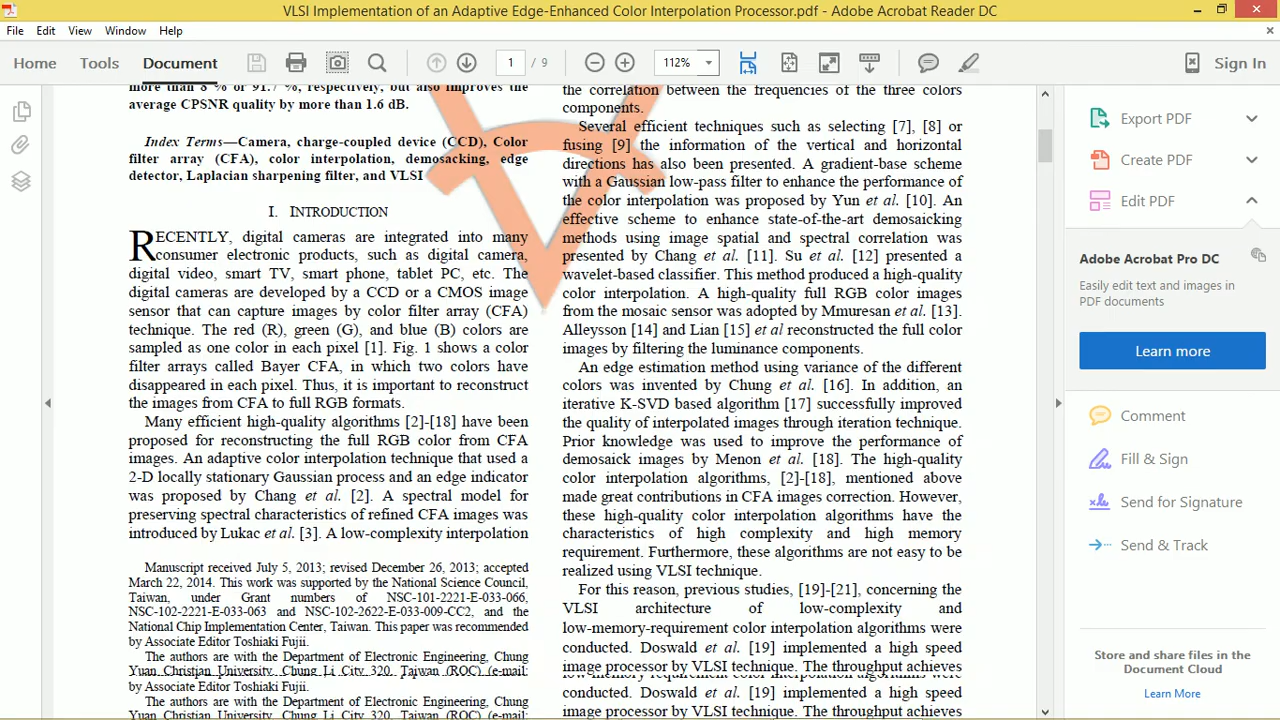 VLSI Implementation of an Adaptive Edge-Enhanced Color Interpolation Processor.pdf - Adobe Acrobat Reader DC
File Edit View Window Help
Home Tools Document 1 / 9 112% Sign In
more than 8 % or 91.7 %, respectively, but also improves the
average CPSNR quality by more than 1.6 dB.
Index Terms—Camera, charge-coupled device (CCD), Color
filter array (CFA), color interpolation, demosacking, edge
detector, Laplacian sharpening filter, and VLSI
I. INTRODUCTION
RECENTLY, digital cameras are integrated into many
consumer electronic products, such as digital camera,
digital video, smart TV, smart phone, tablet PC, etc. The
digital cameras are developed by a CCD or a CMOS image
sensor that can capture images by color filter array (CFA)
technique. The red (R), green (G), and blue (B) colors are
sampled as one color in each pixel [1]. Fig. 1 shows a color
filter arrays called Bayer CFA, in which two colors have
disappeared in each pixel. Thus, it is important to reconstruct
the images from CFA to full RGB formats.
Many efficient high-quality algorithms [2]-[18] have been
proposed for reconstructing the full RGB color from CFA
images. An adaptive color interpolation technique that used a
2-D locally stationary Gaussian process and an edge indicator
was proposed by Chang et al. [2]. A spectral model for
preserving spectral characteristics of refined CFA images was
introduced by Lukac et al. [3]. A low-complexity interpolation
Manuscript received July 5, 2013; revised December 26, 2013; accepted
March 22, 2014. This work was supported by the National Science Council,
Taiwan, under Grant numbers of NSC-101-2221-E-033-066,
NSC-102-2221-E-033-063 and NSC-102-2622-E-033-009-CC2, and the
National Chip Implementation Center, Taiwan. This paper was recommended
by Associate Editor Toshiaki Fujii.
The authors are with the Department of Electronic Engineering, Chung
Yuan Christian University, Chung Li City 320, Taiwan (ROC) (e-mail:
by Associate Editor Toshiaki Fujii.
The authors are with the Department of Electronic Engineering, Chung
Yuan Christian University, Chung Li City 320, Taiwan (ROC) (e-mail:
the correlation between the frequencies of the three colors
components.
Several efficient techniques such as selecting [7], [8] or
fusing [9] the information of the vertical and horizontal
directions has also been presented. A gradient-base scheme
with a Gaussian low-pass filter to enhance the performance of
the color interpolation was proposed by Yun et al. [10]. An
effective scheme to enhance state-of-the-art demosaicking
methods using image spatial and spectral correlation was
presented by Chang et al. [11]. Su et al. [12] presented a
wavelet-based classifier. This method produced a high-quality
color interpolation. A high-quality full RGB color images
from the mosaic sensor was adopted by Mmuresan et al. [13].
Alleysson [14] and Lian [15] et al reconstructed the full color
images by filtering the luminance components.
An edge estimation method using variance of the different
colors was invented by Chung et al. [16]. In addition, an
iterative K-SVD based algorithm [17] successfully improved
the quality of interpolated images through iteration technique.
Prior knowledge was used to improve the performance of
demosaick images by Menon et al. [18]. The high-quality
color interpolation algorithms, [2]-[18], mentioned above
made great contributions in CFA images correction. However,
these high-quality color interpolation algorithms have the
characteristics of high complexity and high memory
requirement. Furthermore, these algorithms are not easy to be
realized using VLSI technique.
For this reason, previous studies, [19]-[21], concerning the
VLSI architecture of low-complexity and
low-memory-requirement color interpolation algorithms were
conducted. Doswald et al. [19] implemented a high speed
image processor by VLSI technique. The throughput achieves
low-memory-requirement color interpolation algorithms were
conducted. Doswald et al. [19] implemented a high speed
image processor by VLSI technique. The throughput achieves
Export PDF
Create PDF
Edit PDF
Adobe Acrobat Pro DC
Easily edit text and images in
PDF documents
Learn more
Comment
Fill & Sign
Send for Signature
Send & Track
Store and share files in the
Document Cloud
Learn More